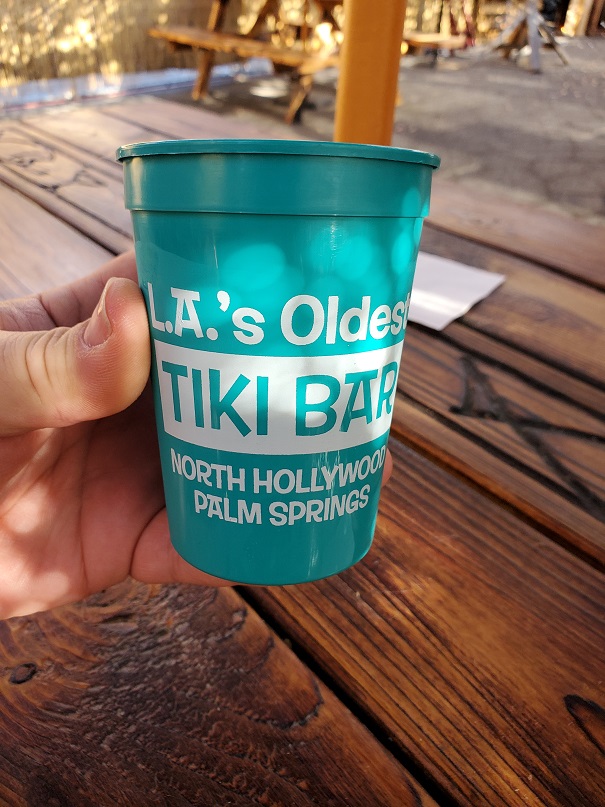 L.A.'s Oldest
TIKI BAR
NORTH HOLLYWOOD
PALM SPRINGS